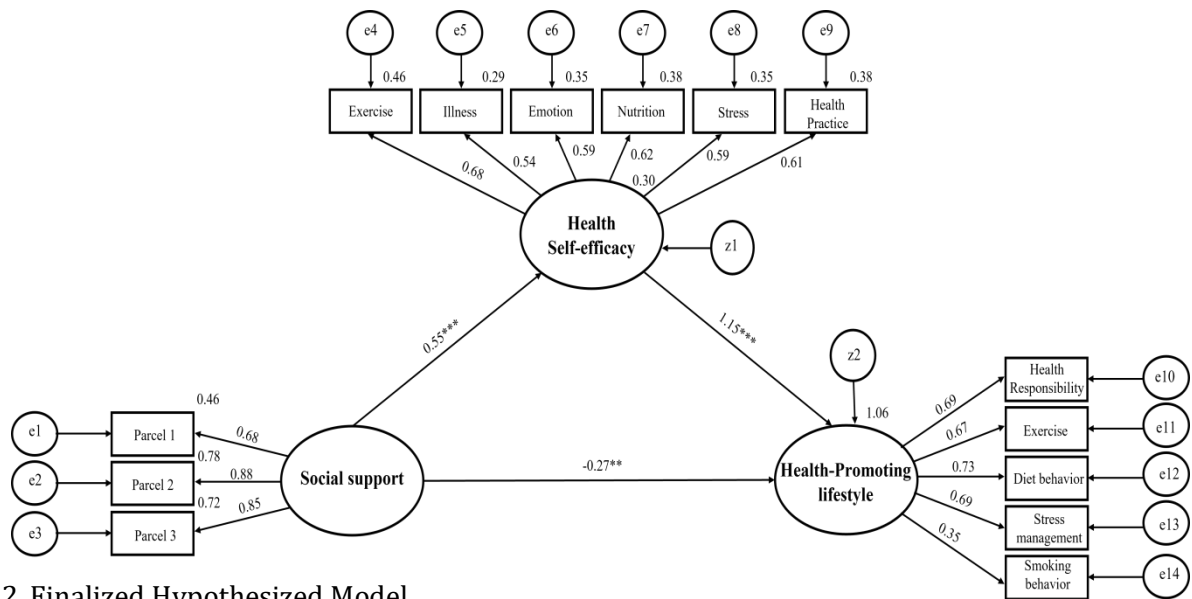 e4
e5
e6
e7
e8
e9
0.46
0.29
0.35
0.38
0.35
0.38
Exercise
Illness
Emotion
Nutrition
Stress
Health
Practice
0.68
0.54
0.59
0.62
0.59
0.61
0.30
Health
Self-efficacy
z1
0.55***
1.15***
z2
1.06
0.46
e1
Parcel 1
0.68
0.78
e2
Parcel 2
0.88
0.72
e3
Parcel 3
0.85
Social support
-0.27**
Health-Promoting
lifestyle
0.69
Health
Responsibility
e10
0.67
Exercise
e11
0.73
Diet behavior
e12
0.69
Stress
management
e13
0.35
Smoking
behavior
e14
2. Finalized Hypothesized Model